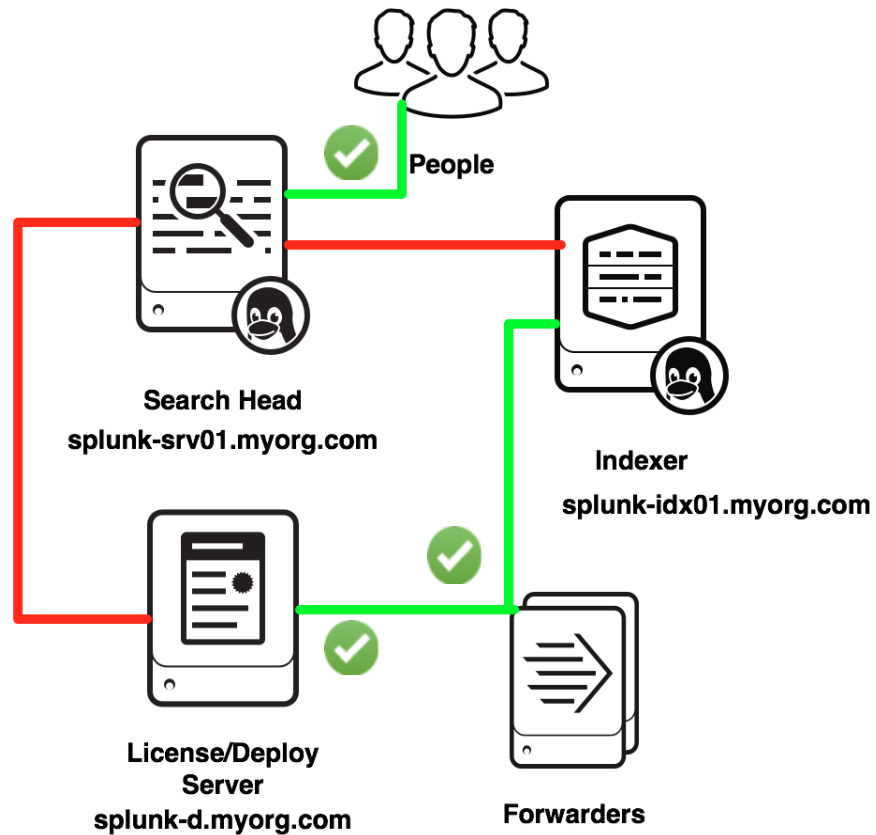 People
Search Head
splunk-srv01.myorg.com
Indexer
splunk-idx01.myorg.com
License/Deploy
Server
splunk-d.myorg.com
Forwarders